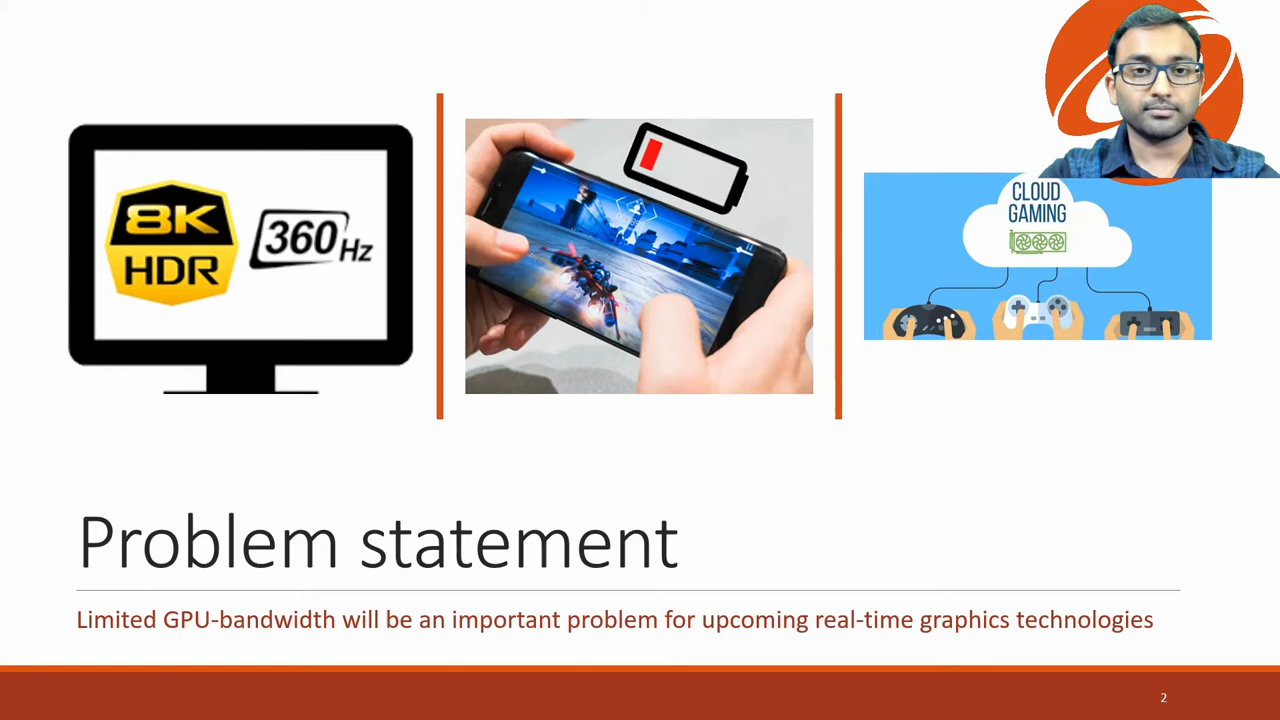 8K
HDR
360Hz
CLOUD
GAMING
Problem statement
Limited GPU-bandwidth will be an important problem for upcoming real-time graphics technologies
2